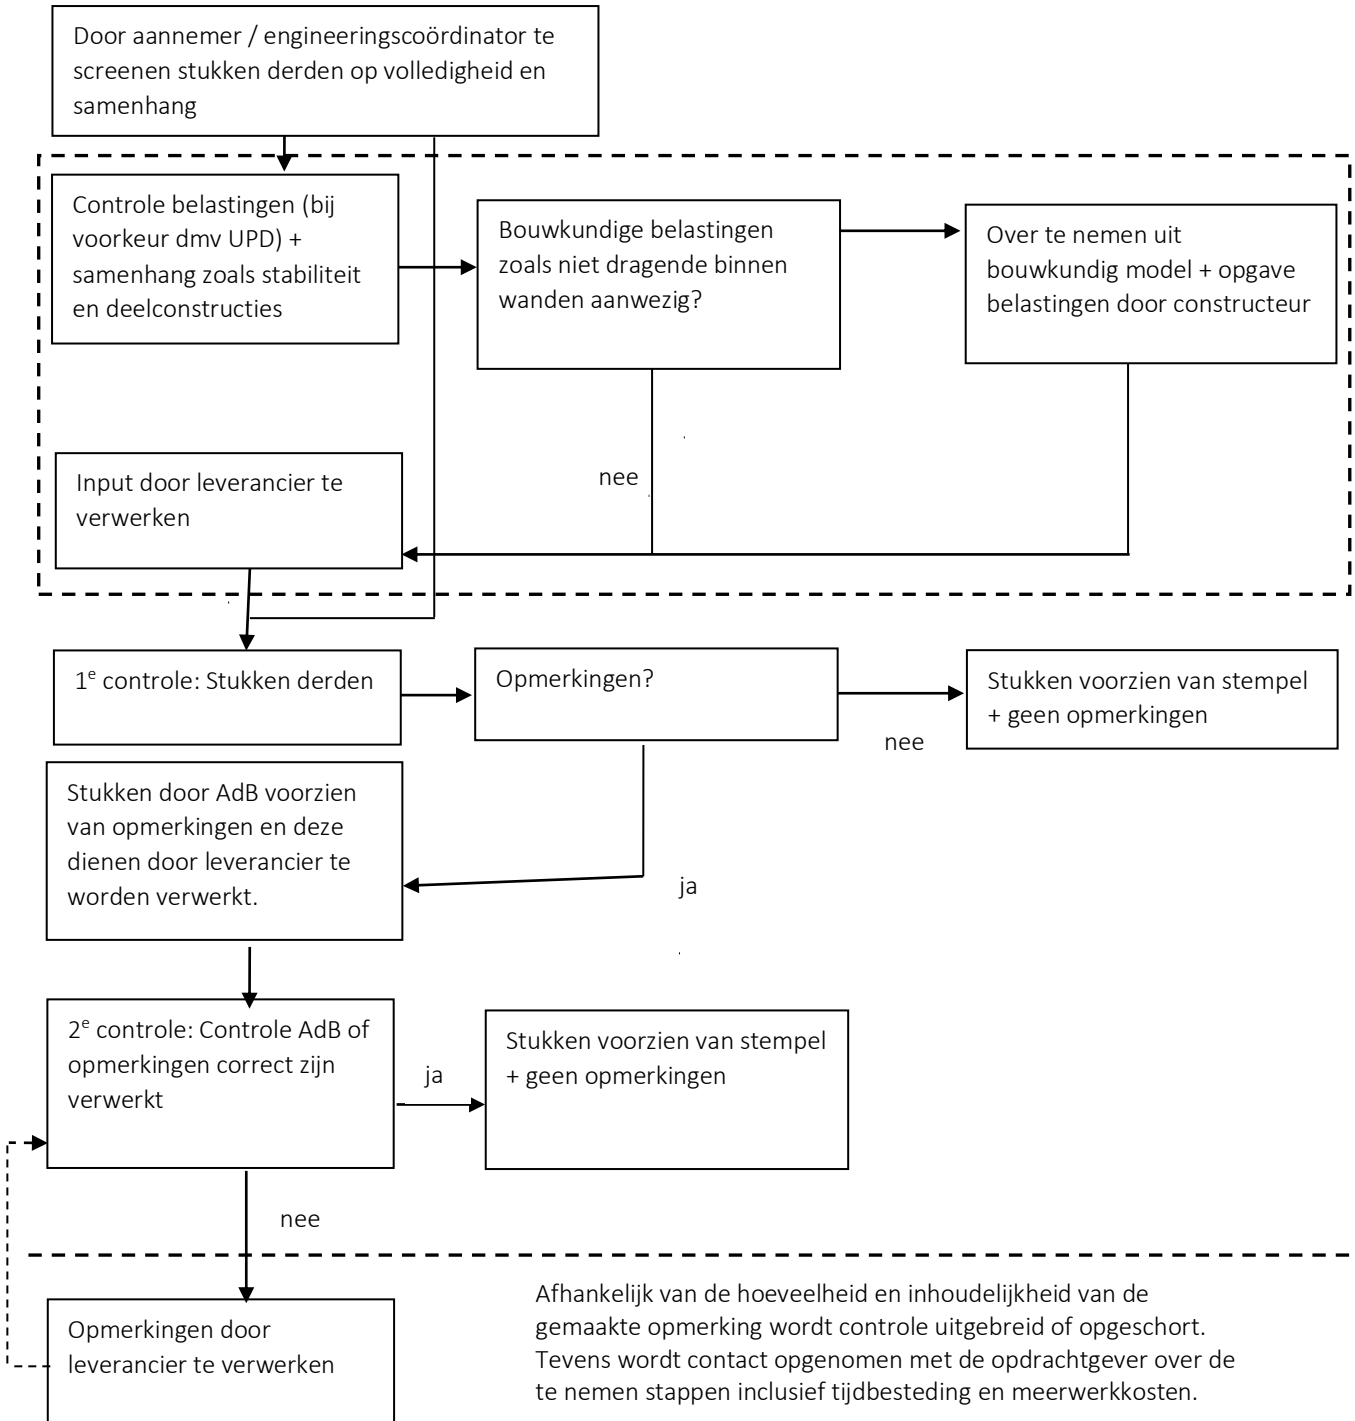 Door aannemer / engineeringscoördinator te
screenen stukken derden op volledigheid en
samenhang
Controle belastingen (bij
voorkeur dmv UPD) +
samenhang zoals stabiliteit
en deelconstructies
Bouwkundige belastingen
zoals niet dragende binnen
wanden aanwezig?
Over te nemen uit
bouwkundig model + opgave
belastingen door constructeur
nee
Input door leverancier te
verwerken
1e controle: Stukken derden
Opmerkingen?
nee
Stukken voorzien van stempel
+ geen opmerkingen
Stukken door AdB voorzien
van opmerkingen en deze
dienen door leverancier te
worden verwerkt.
ja
2e controle: Controle AdB of
opmerkingen correct zijn
verwerkt
ja
Stukken voorzien van stempel
+ geen opmerkingen
nee
Opmerkingen door
leverancier te verwerken
Afhankelijk van de hoeveelheid en inhoudelijkheid van de
gemaakte opmerking wordt controle uitgebreid of opgeschort.
Tevens wordt contact opgenomen met de opdrachtgever over de
te nemen stappen inclusief tijdbesteding en meerwerkkosten.